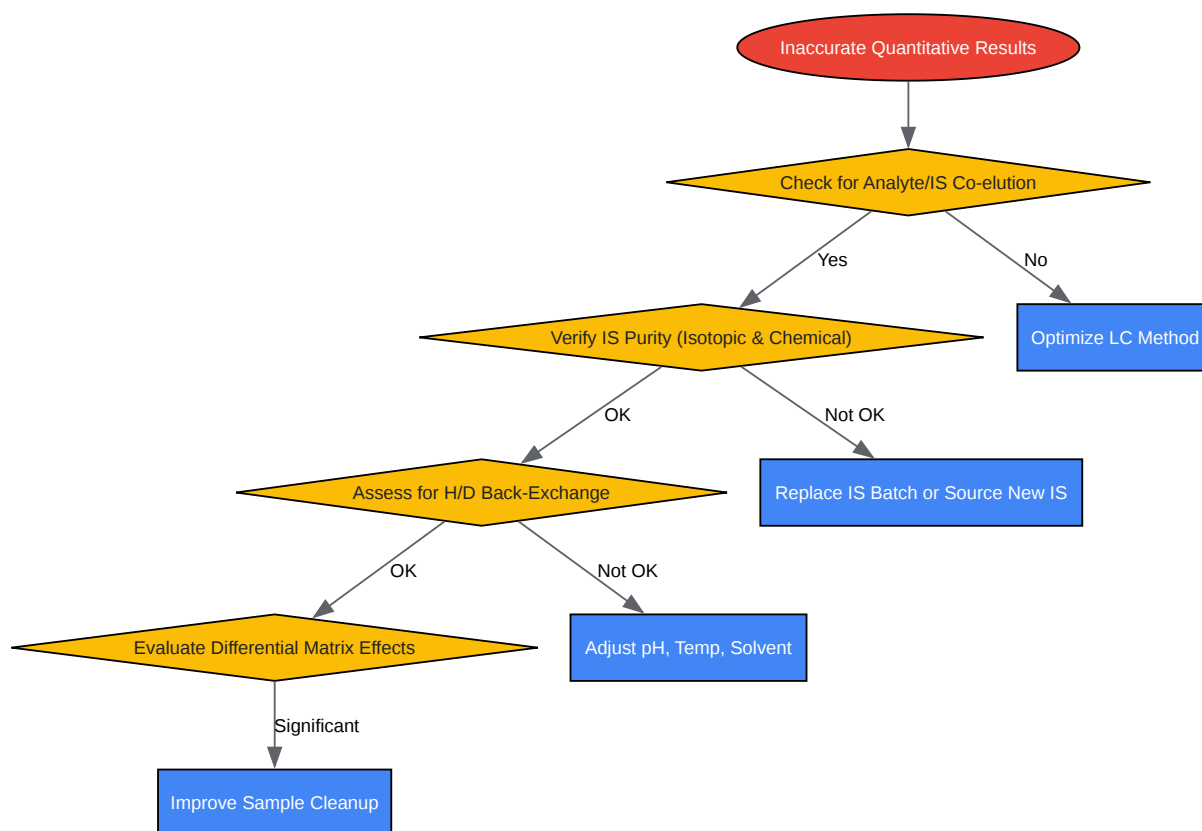 Inaccurate Quantitative Results
Check for Analyte/IS Co-elution
Yes
No
Verify IS Purity (Isotopic & Chemical)
Optimize LC Method
OK
Not OK
Assess for H/D Back-Exchange
Replace IS Batch or Source New IS
OK
Not OK
Evaluate Differential Matrix Effects
Adjust pH, Temp, Solvent
Significant
Improve Sample Cleanup